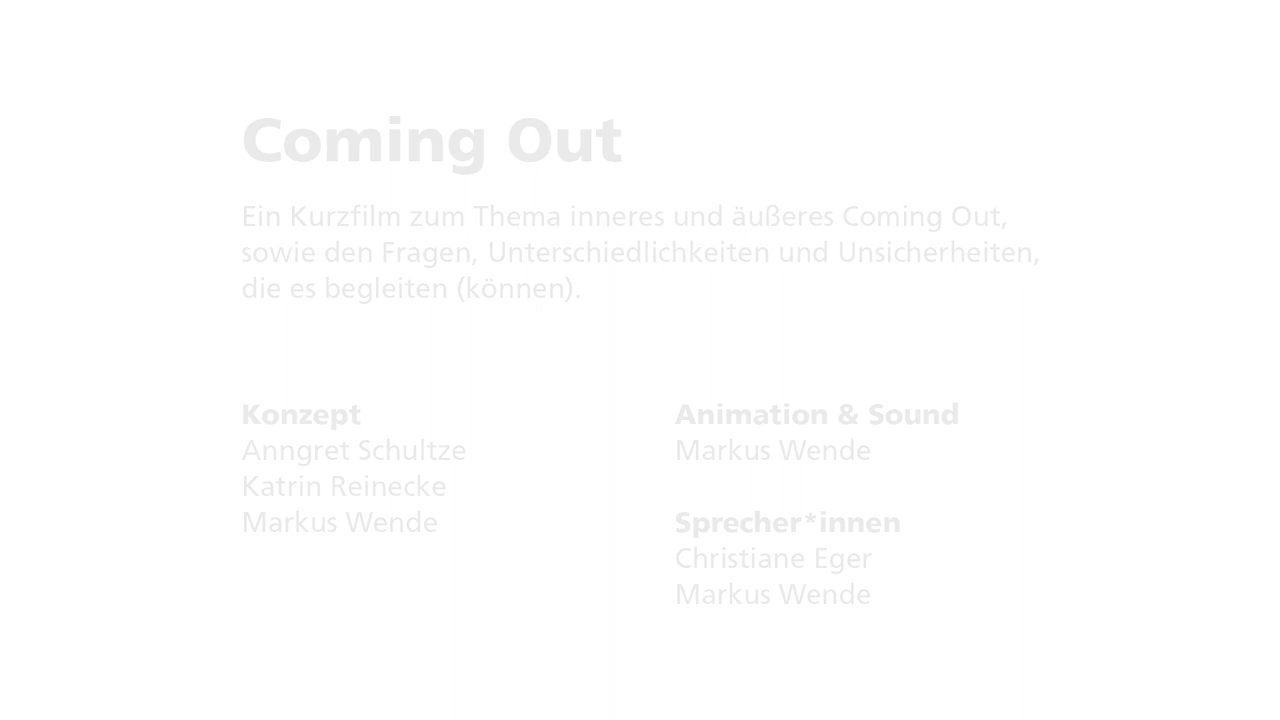 Coming Out
Ein Kurzfilm zum Thema inneres und äußeres Coming Out,
sowie den Fragen, Unterschiedlichkeiten und Unsicherheiten,
die es begleiten (können).
Konzept
Anngret Schultze
Katrin Reinecke
Markus Wende
Animation & Sound
Markus Wende
Sprecher*innen
Christiane Eger
Markus Wende